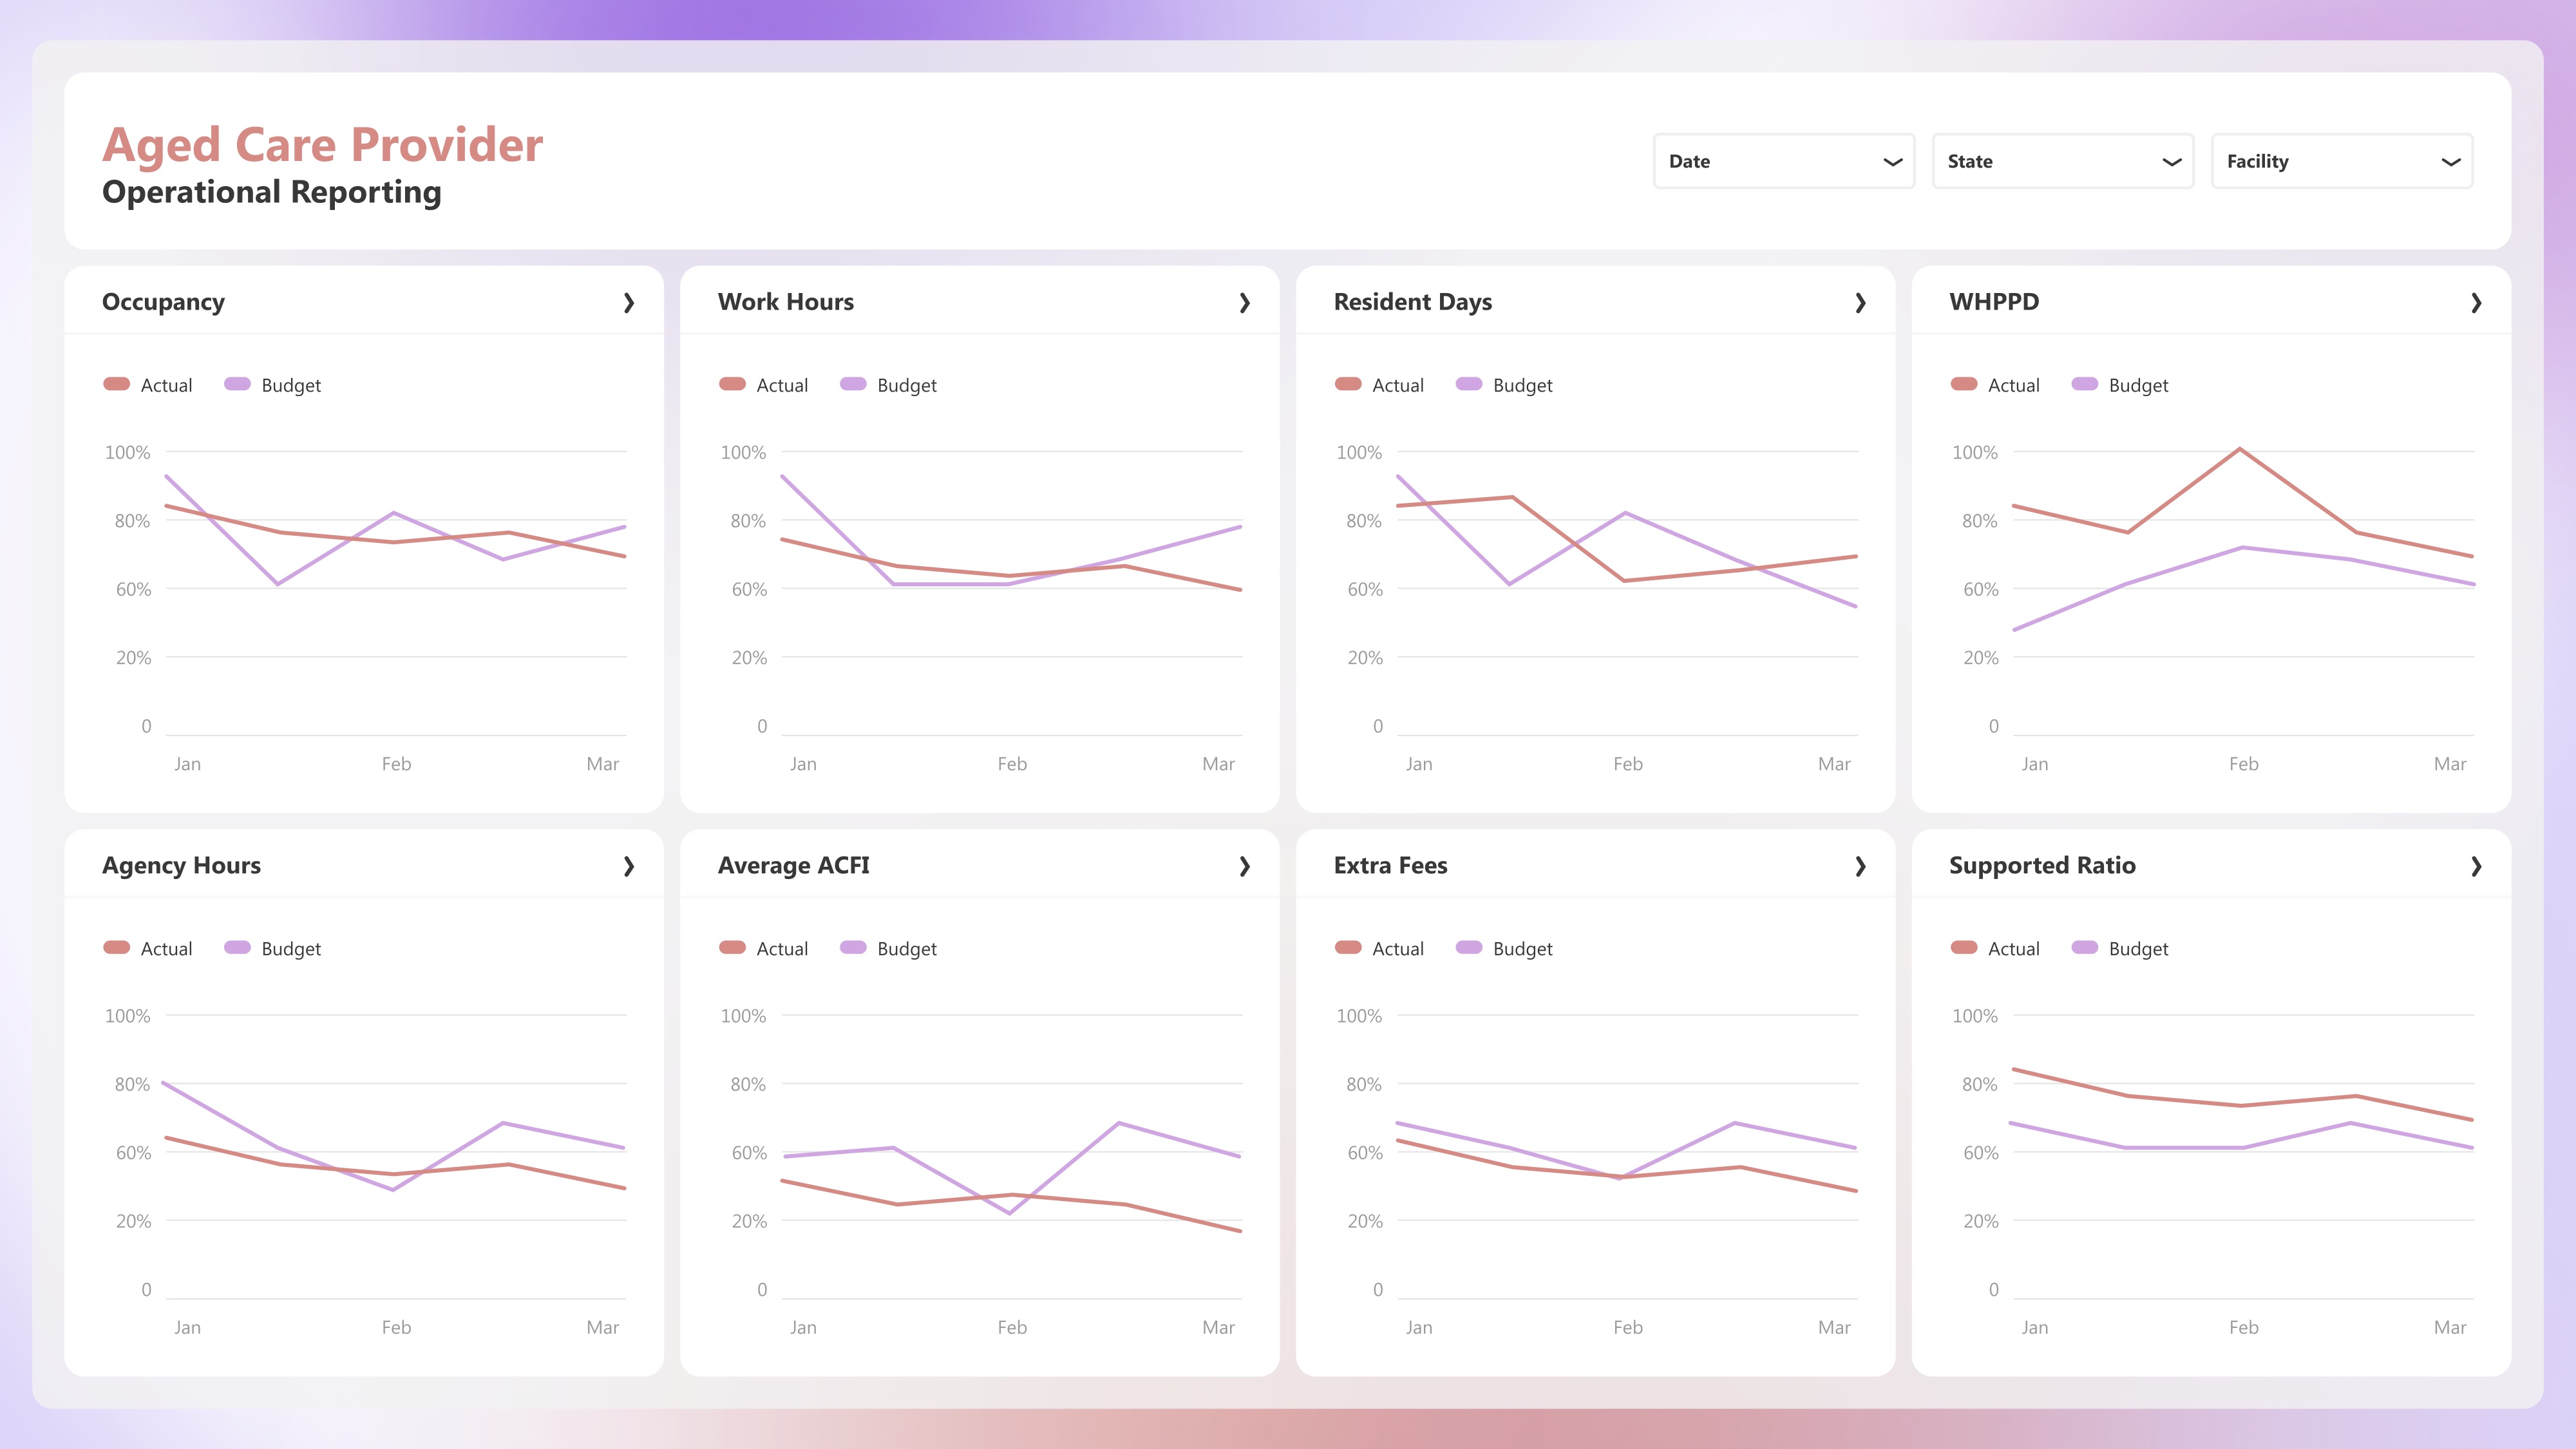 Aged Care Provider
Operational Reporting
Date
State
Facility
Occupancy
Actual
Budget
100%
80%
60%
20%
0
Jan
Feb
Mar
Work Hours
Actual
Budget
100%
80%
60%
20%
0
Jan
Feb
Mar
Resident Days
Actual
Budget
100%
80%
60%
20%
0
Jan
Feb
Mar
WHPPD
Actual
Budget
100%
80%
60%
20%
0
Jan
Feb
Mar
Agency Hours
Actual
Budget
100%
80%
60%
20%
0
Jan
Feb
Mar
Average ACFI
Actual
Budget
100%
80%
60%
20%
0
Jan
Feb
Mar
Extra Fees
Actual
Budget
100%
80%
60%
20%
0
Jan
Feb
Mar
Supported Ratio
Actual
Budget
100%
80%
60%
20%
0
Jan
Feb
Mar